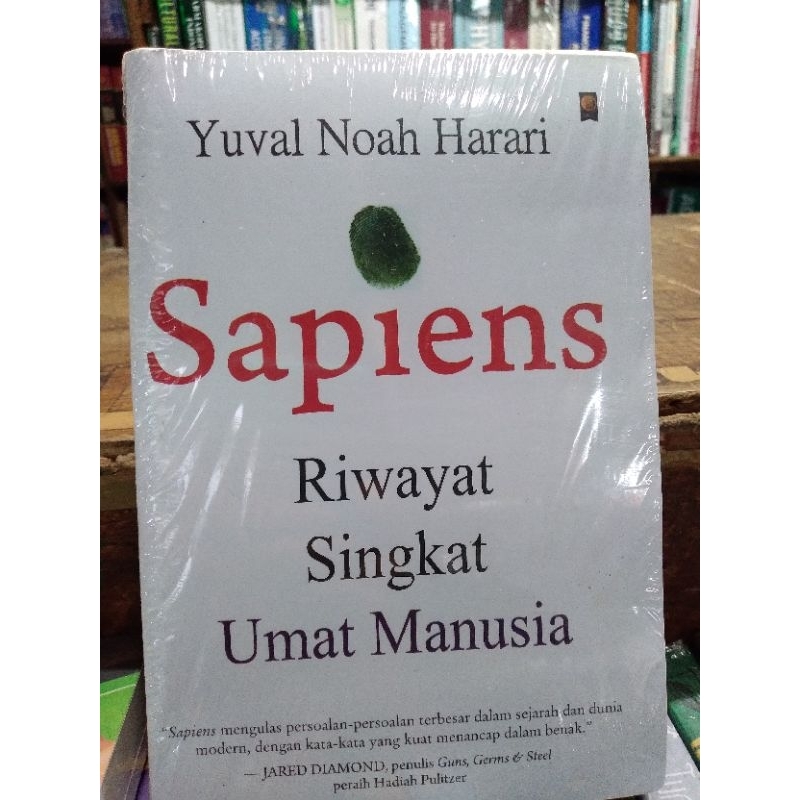 Yuval Noah Harari
Sapiens
Riwayat
Singkat
Umat Manusia
"Sapiens mengulas persoalan-persoalan terbesar dalam sejarah dan dunia
modern, dengan kata-kata yang kuat menancap dalam benak."
— JARED DIAMOND, penulis Guns, Germs & Steel
peraih Hadiah Pulitzer